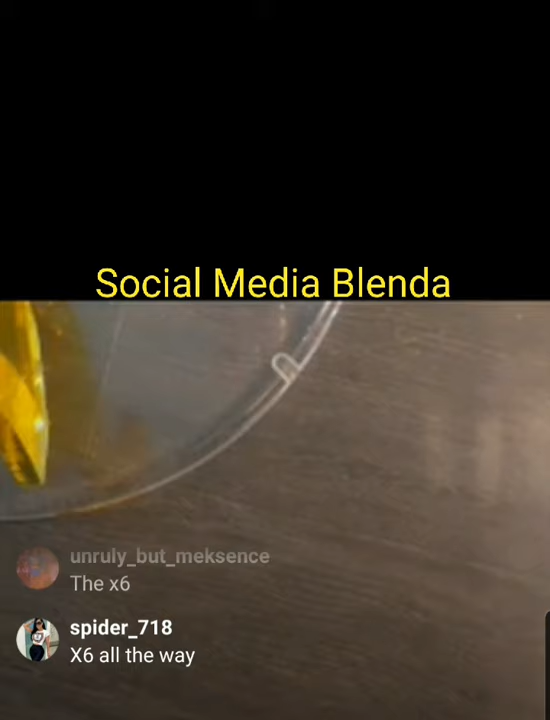 Social Media Blenda
unruly_but_meksence
The x6
spider_718
X6 all the way